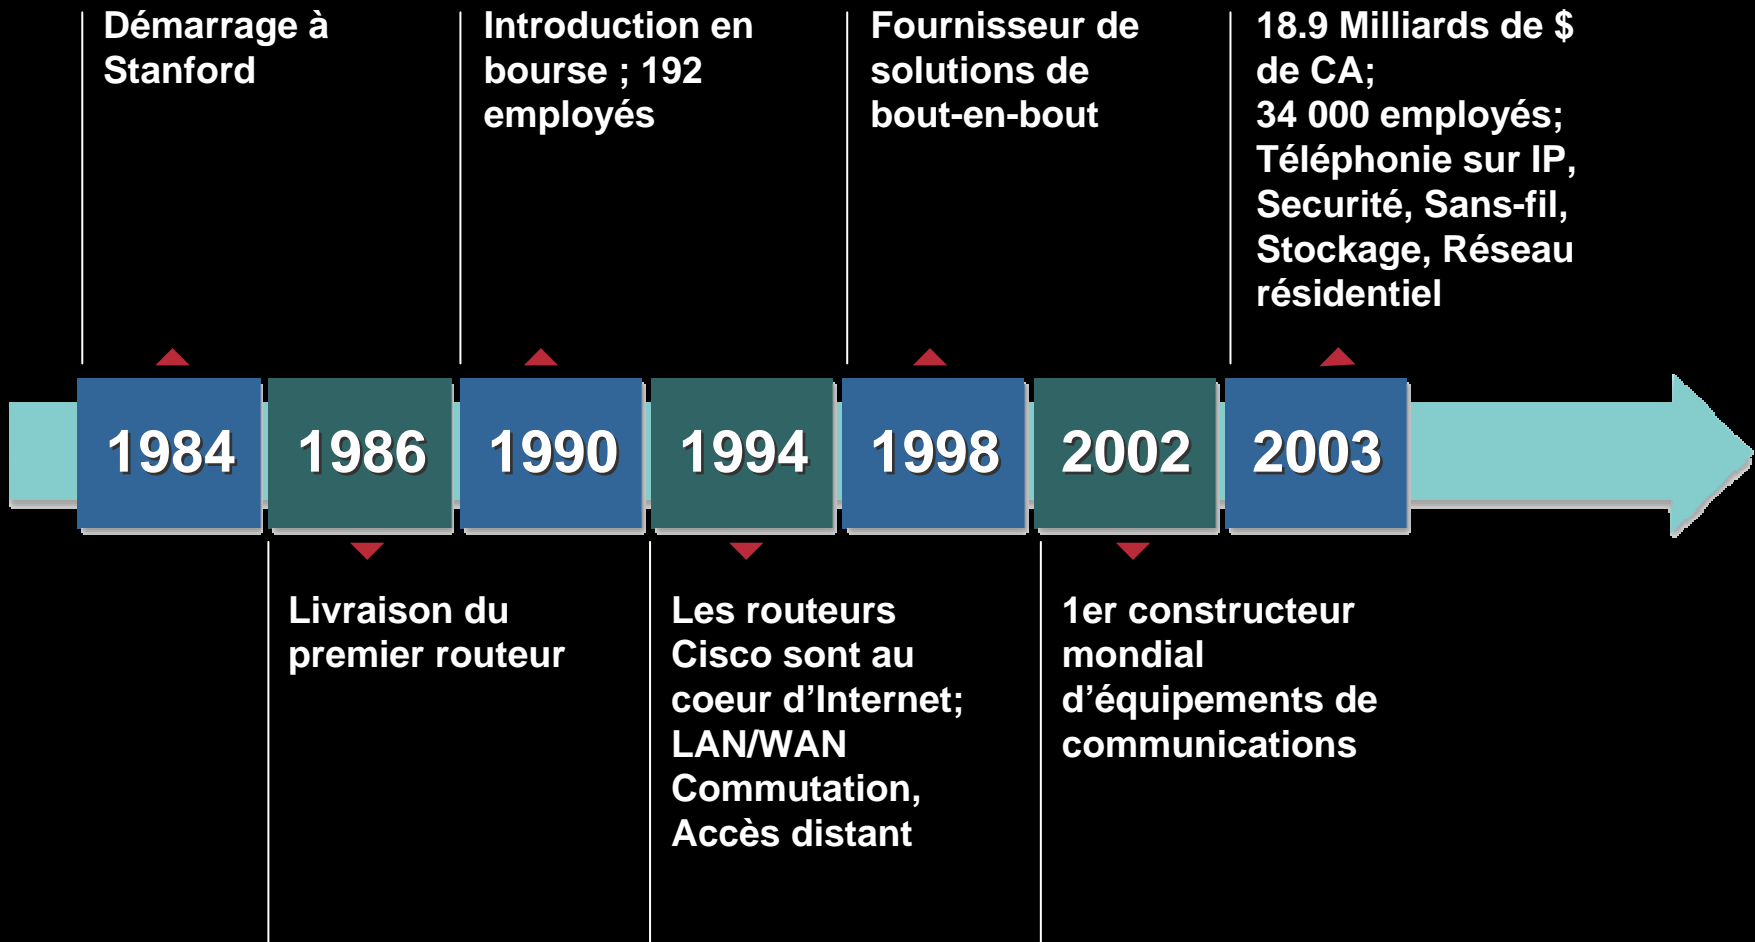 Démarrage à
Stanford
Introduction en
bourse ; 192
employés
Fournisseur de
solutions de
bout-en-bout
18.9 Milliards de $
de CA;
34 000 employés;
Téléphonie sur IP,
Securité, Sans-fil,
Stockage, Réseau
résidentiel
1984
1986
1990
1994
1998
2002
2003
Livraison du
premier routeur
Les routeurs
Cisco sont au
coeur d’Internet;
LAN/WAN
Commutation,
Accès distant
1er constructeur
mondial
d’équipements de
communications